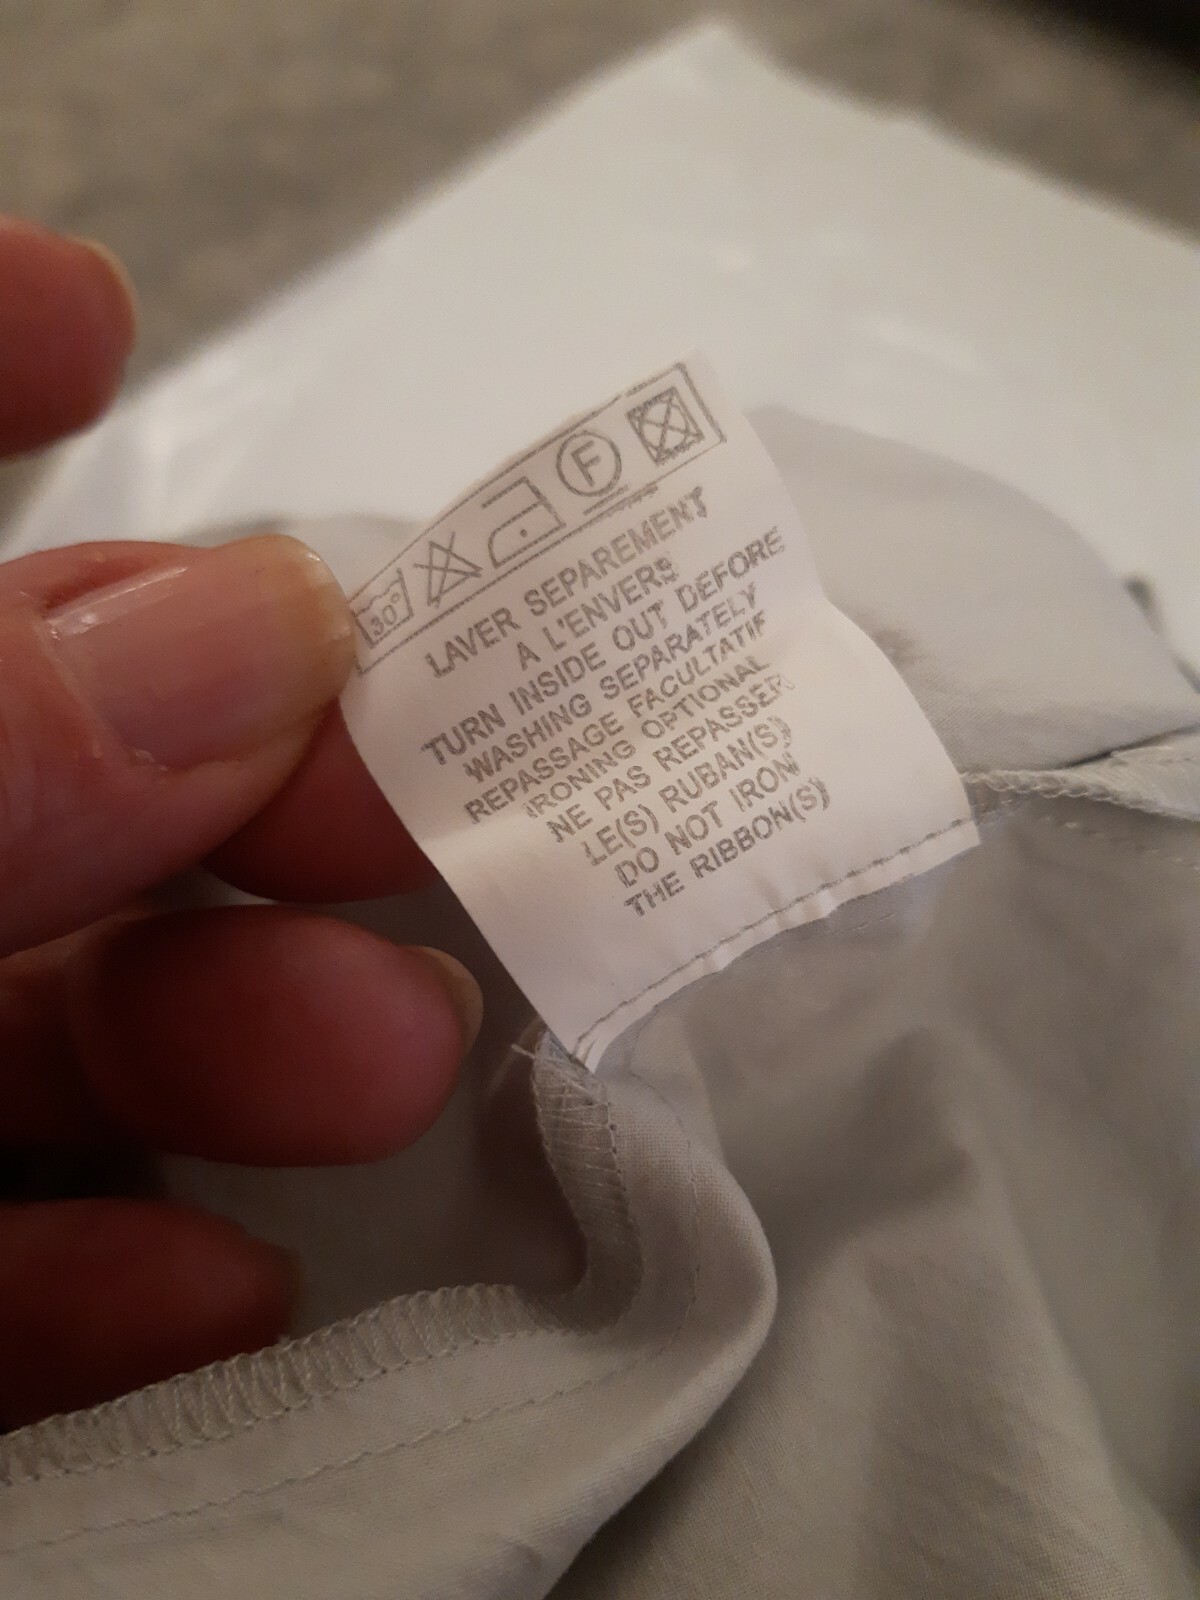 30° F
LAVER SEPAREMENT
A L'ENVERS
TURN INSIDE OUT DEFORE
WASHING SEPARATELY
REPASSAGE FACULTATIF
IRONING OPTIONAL
NE PAS REPASSER
LE(S) RUBAN(S)
DO NOT IRON
THE RIBBON(S)